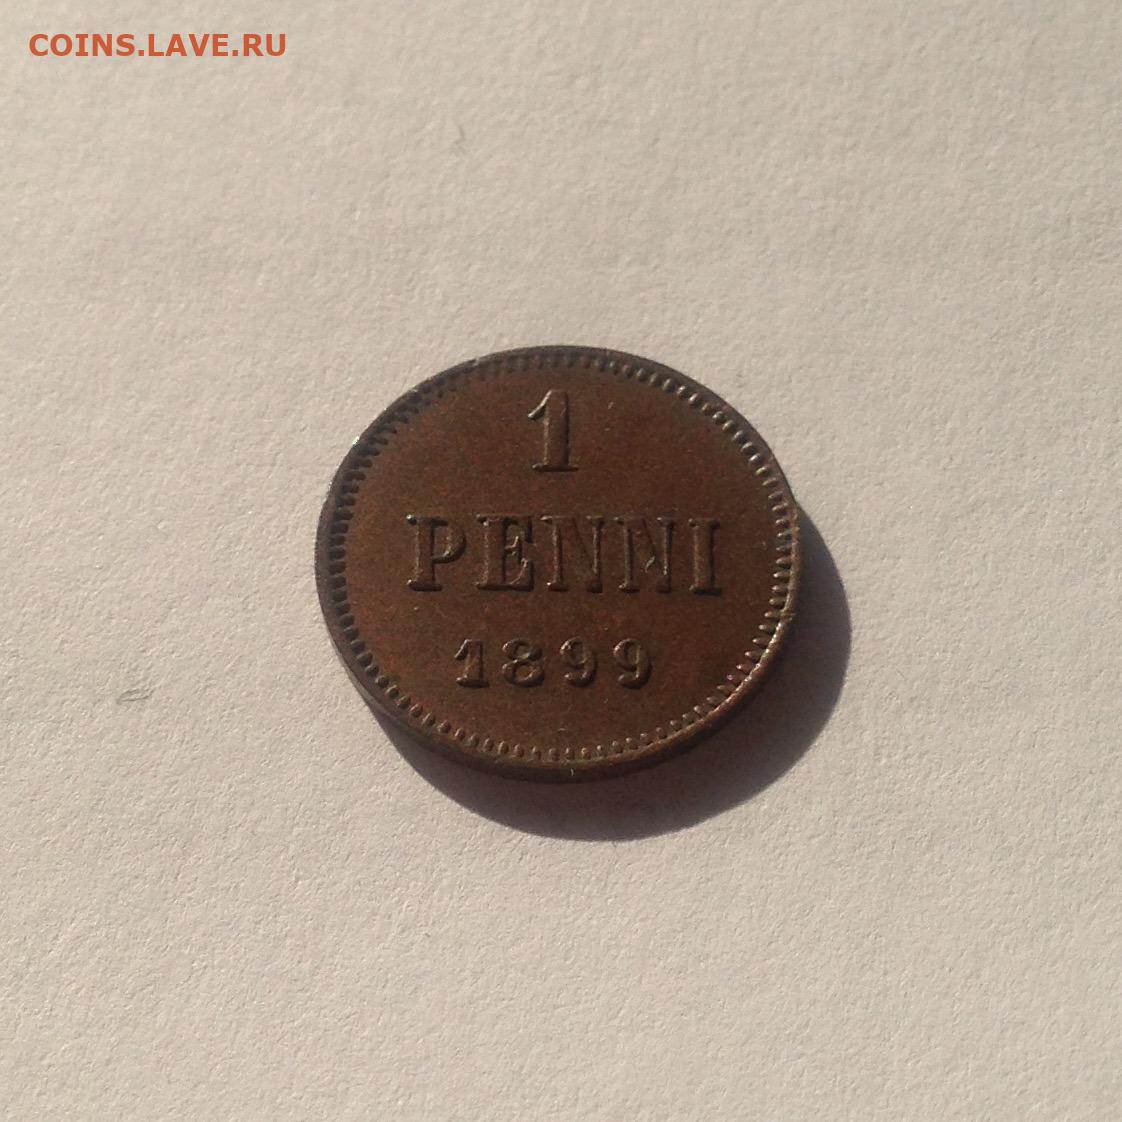 COINS.LAVE.RU
1
PENNI
1899